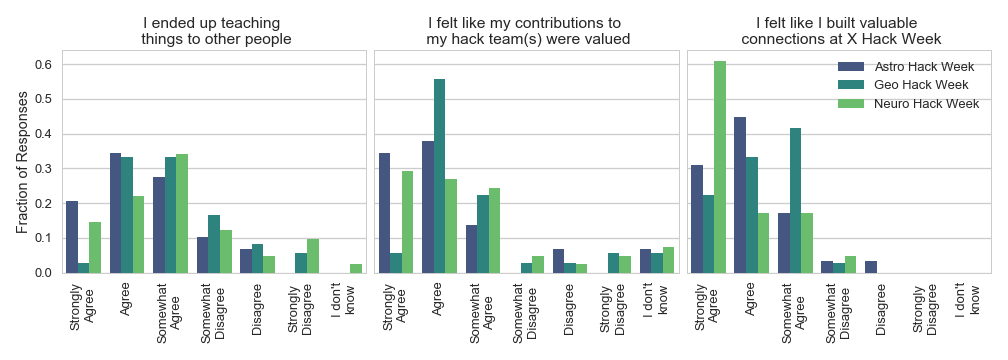 I ended up teaching
things to other people
I felt like my contributions to
my hack team(s) were valued
I felt like I built valuable
connections at X Hack Week
Astro Hack Week
Geo Hack Week
Neuro Hack Week
Fraction of Responses
0.6
0.5
0.4
0.3
0.2
0.1
0.0
Strongly
Agree
Agree
Somewhat
Agree
Somewhat
Disagree
Disagree
Strongly
Disagree
I don't
know
Strongly
Agree
Agree
Somewhat
Agree
Somewhat
Disagree
Disagree
Strongly
Disagree
I don't
know
Strongly
Agree
Agree
Somewhat
Agree
Somewhat
Disagree
Disagree
Strongly
Disagree
I don't
know